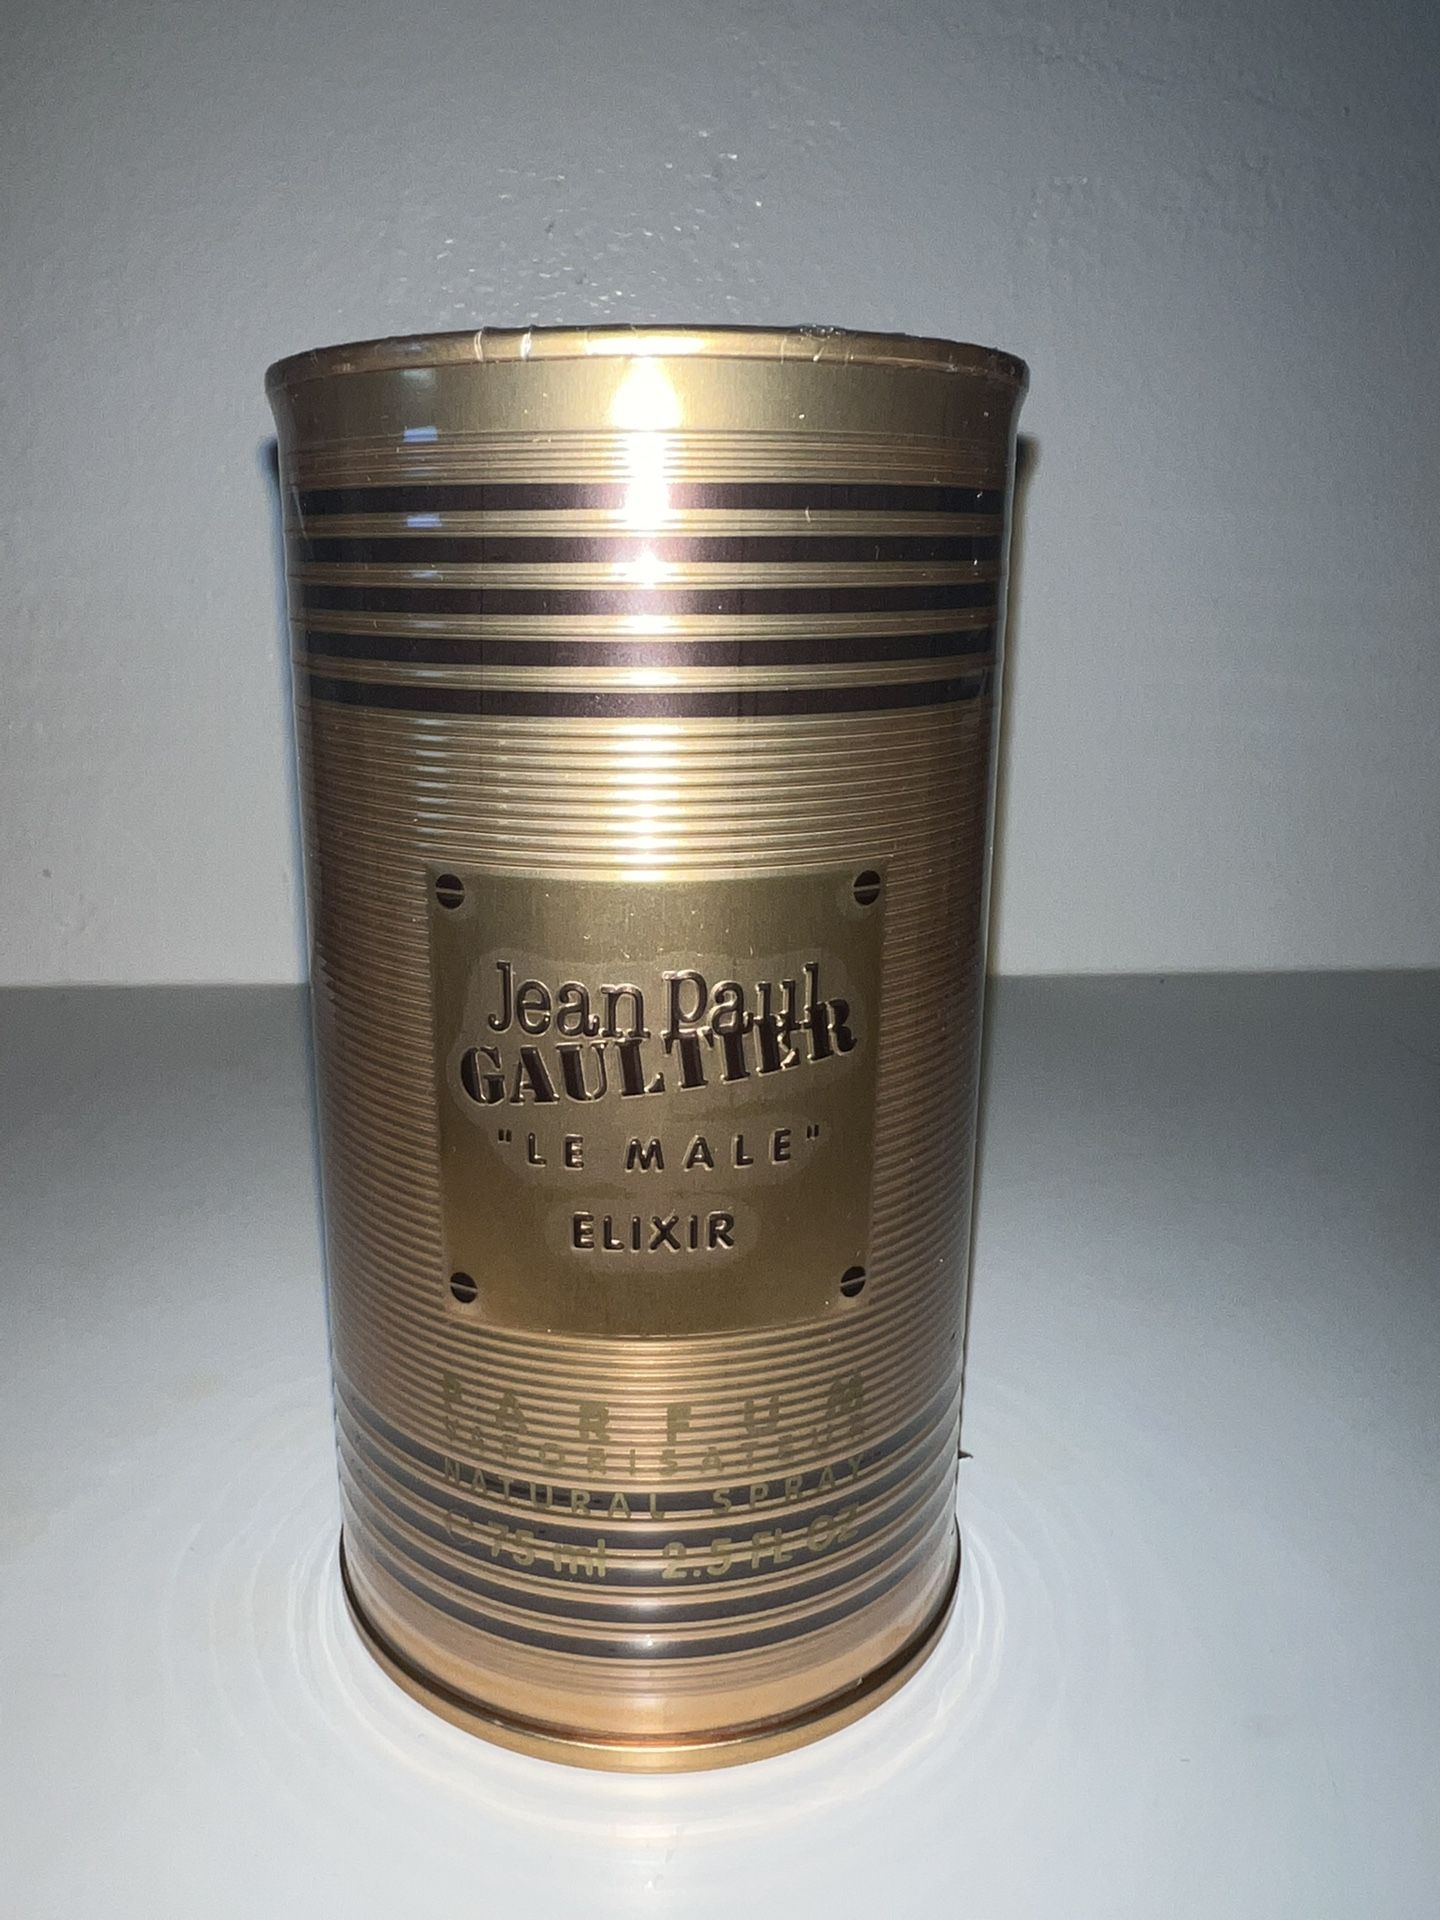 Jean Paul
GAULTIER
"LE MALE"
ELIXIR
PARFUM
VAPORISATEUR
NATURAL SPRAY
℮ 75 ml 2.5 FL OZ